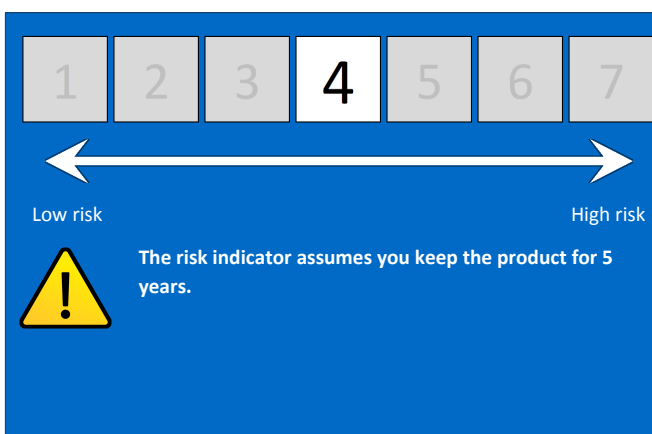 1 2 3 4 5 6 7
Low risk High risk
The risk indicator assumes you keep the product for 5
years.